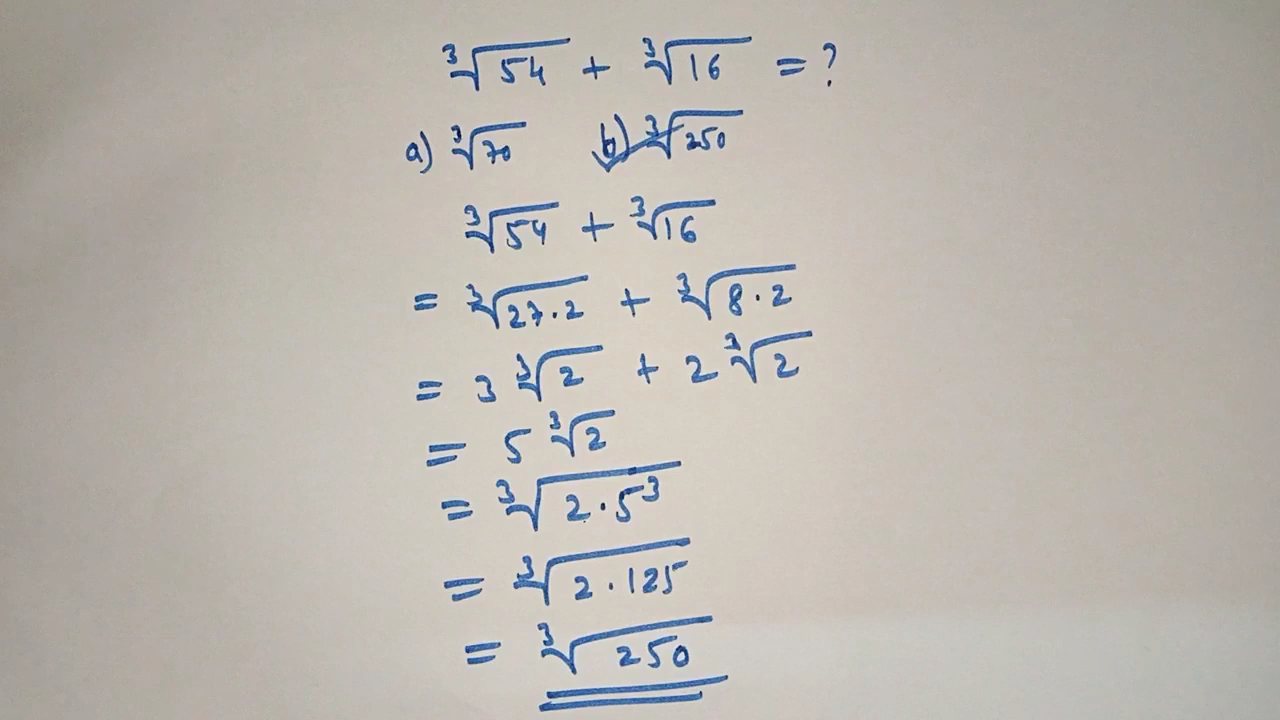 ∛54 + ∛16 = ?
a) ∛70 b) ∛250
∛54 + ∛16
= ∛27·2 + ∛8·2
= 3 ∛2 + 2 ∛2
= 5 ∛2
= ∛2·5³
= ∛2·125
= ∛250